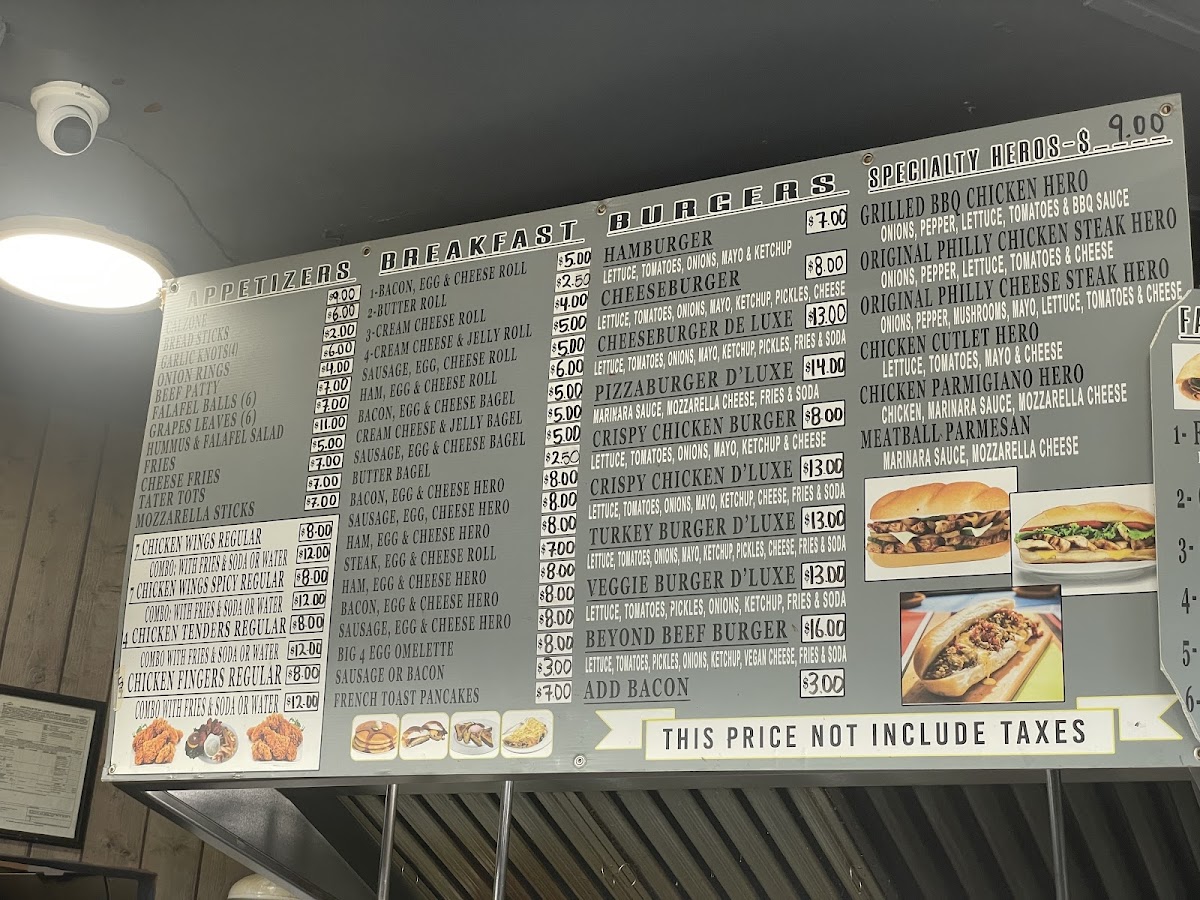 APPETIZERS
CALZONE $9.00
BREAD STICKS $6.00
GARLIC KNOTS(4) $2.00
ONION RINGS $6.00
BEEF PATTY $4.00
FALAFEL BALLS (6) $7.00
GRAPES LEAVES (6) $7.00
HUMMUS & FALAFEL SALAD $11.00
FRIES $5.00
CHEESE FRIES $7.00
TATER TOTS $7.00
MOZZARELLA STICKS $7.00
7 CHICKEN WINGS REGULAR $8.00
COMBO: WITH FRIES & SODA OR WATER $12.00
7 CHICKEN WINGS SPICY REGULAR $8.00
COMBO: WITH FRIES & SODA OR WATER $12.00
4 CHICKEN TENDERS REGULAR $8.00
COMBO WITH FRIES & SODA OR WATER $12.00
CHICKEN FINGERS REGULAR $8.00
COMBO WITH FRIES & SODA OR WATER $12.00
BREAKFAST
1-BACON, EGG & CHEESE ROLL $5.00
2-BUTTER ROLL $2.50
3-CREAM CHEESE ROLL $4.00
4-CREAM CHEESE & JELLY ROLL $5.00
SAUSAGE, EGG, CHEESE ROLL $5.00
HAM, EGG & CHEESE ROLL $6.00
BACON, EGG & CHEESE BAGEL $5.00
CREAM CHEESE & JELLY BAGEL $5.00
SAUSAGE, EGG & CHEESE BAGEL $5.00
BUTTER BAGEL $2.50
BACON, EGG & CHEESE HERO $8.00
SAUSAGE, EGG, CHEESE HERO $8.00
HAM, EGG & CHEESE HERO $8.00
STEAK, EGG & CHEESE ROLL $7.00
HAM, EGG & CHEESE HERO $8.00
BACON, EGG & CHEESE HERO $8.00
SAUSAGE, EGG & CHEESE HERO $8.00
BIG 4 EGG OMELETTE $8.00
SAUSAGE OR BACON $3.00
FRENCH TOAST PANCAKES $7.00
BURGERS
HAMBURGER $7.00
LETTUCE, TOMATOES, ONIONS, MAYO & KETCHUP
CHEESEBURGER $8.00
LETTUCE, TOMATOES, ONIONS, MAYO, KETCHUP, PICKLES, CHEESE
CHEESEBURGER DE LUXE $13.00
LETTUCE, TOMATOES, ONIONS, MAYO, KETCHUP, PICKLES, FRIES & SODA
PIZZABURGER D'LUXE $14.00
MARINARA SAUCE, MOZZARELLA CHEESE, FRIES & SODA
CRISPY CHICKEN BURGER $8.00
LETTUCE, TOMATOES, ONIONS, MAYO, KETCHUP & CHEESE
CRISPY CHICKEN D'LUXE $13.00
LETTUCE, TOMATOES, ONIONS, MAYO, KETCHUP, CHEESE, FRIES & SODA
TURKEY BURGER D'LUXE $13.00
LETTUCE, TOMATOES, ONIONS, MAYO, KETCHUP, PICKLES, CHEESE, FRIES & SODA
VEGGIE BURGER D'LUXE $13.00
LETTUCE, TOMATOES, PICKLES, ONIONS, KETCHUP, FRIES & SODA
BEYOND BEEF BURGER $16.00
LETTUCE, TOMATOES, PICKLES, ONIONS, KETCHUP, VEGAN CHEESE, FRIES & SODA
ADD BACON $3.00
SPECIALTY HEROS-$ 9.00
GRILLED BBQ CHICKEN HERO
ONIONS, PEPPER, LETTUCE, TOMATOES & BBQ SAUCE
ORIGINAL PHILLY CHICKEN STEAK HERO
ONIONS, PEPPER, LETTUCE, TOMATOES & CHEESE
ORIGINAL PHILLY CHEESE STEAK HERO
ONIONS, PEPPER, MUSHROOMS, MAYO, LETTUCE, TOMATOES & CHEESE
CHICKEN CUTLET HERO
LETTUCE, TOMATOES, MAYO & CHEESE
CHICKEN PARMIGIANO HERO
CHICKEN, MARINARA SAUCE, MOZZARELLA CHEESE
MEATBALL PARMESAN
MARINARA SAUCE, MOZZARELLA CHEESE
THIS PRICE NOT INCLUDE TAXES
1-
2-
3-
4-
5-
6-